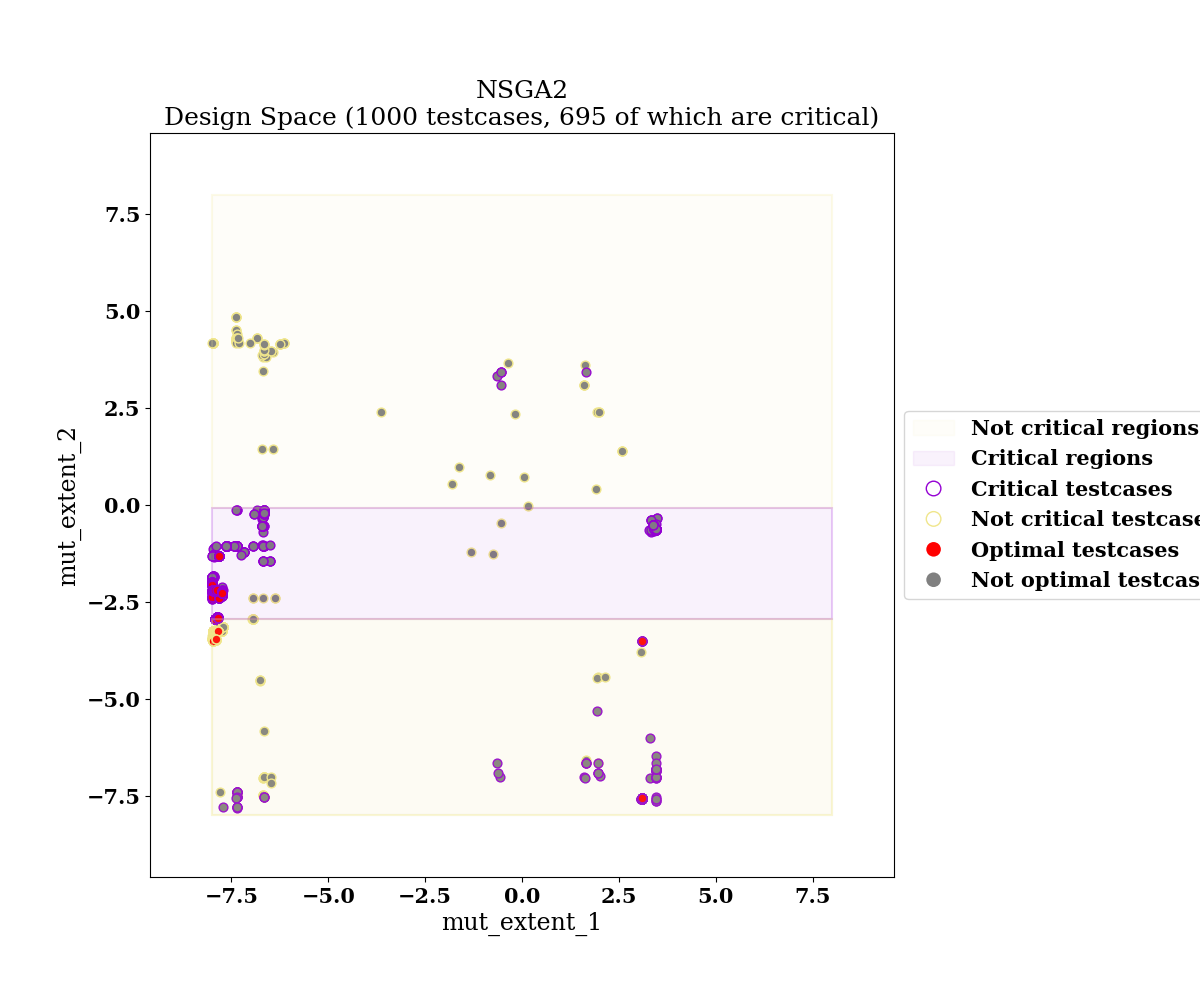 NSGA2
Design Space (1000 testcases, 695 of which are critical)
7.5
5.0
2.5
0.0
−2.5
−5.0
−7.5
mut_extent_2
−7.5 −5.0 −2.5 0.0 2.5 5.0 7.5
mut_extent_1
Not critical regions
Critical regions
Critical testcases
Not critical testcase
Optimal testcases
Not optimal testcas